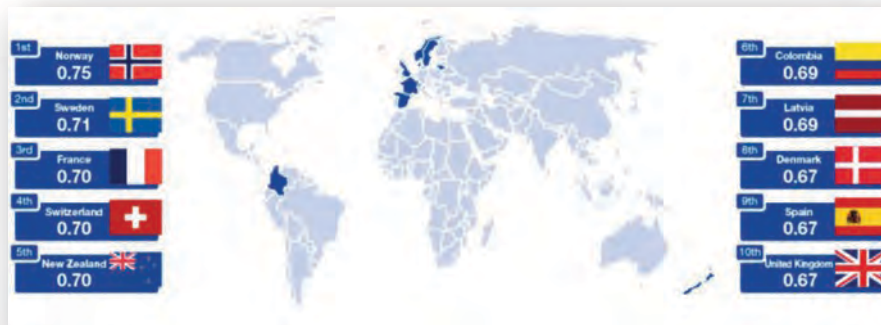 1st
Norway
0.75
2nd
Sweden
0.71
3rd
France
0.70
4th
Switzerland
0.70
5th
New Zealand
0.70
6th
Colombia
0.69
7th
Latvia
0.69
8th
Denmark
0.67
9th
Spain
0.67
10th
United Kingdom
0.67